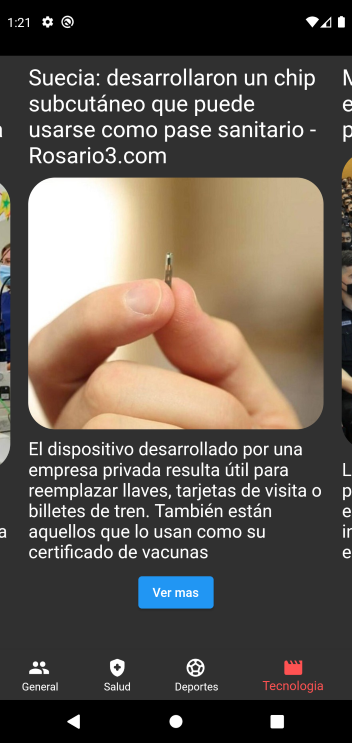 1:21
Suecia: desarrollaron un chip
subcutáneo que puede
usarse como pase sanitario -
Rosario3.com
El dispositivo desarrollado por una
empresa privada resulta útil para
reemplazar llaves, tarjetas de visita o
billetes de tren. También están
aquellos que lo usan como su
certificado de vacunas
Ver mas
General
Salud
Deportes
Tecnologia